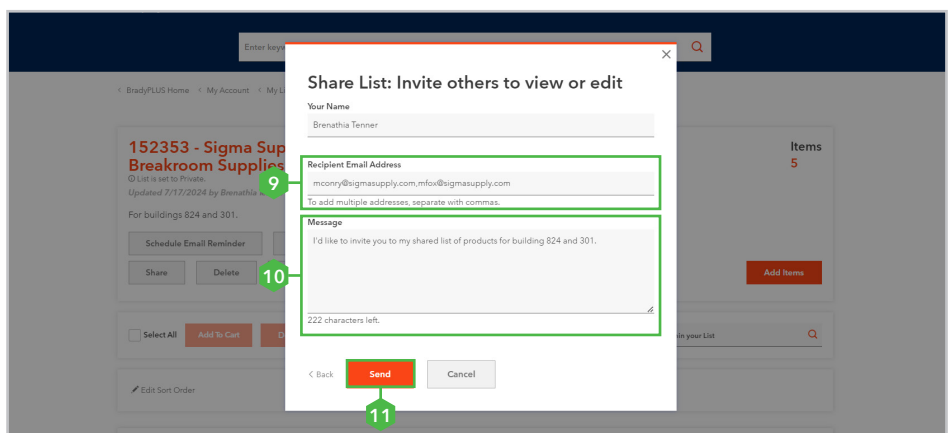 Enter keyw
Share List: Invite others to view or edit
< BradyPLUS Home < My Account < My Li
Your Name
Brenathia Tenner
152353 - Sigma Sup
Breakroom Supplies
Items
5
List is set to Private.
Updated 7/17/2024 by Brenathia
For buildings 824 and 301.
9
Recipient Email Address
mconry@sigmasupply.com,mfox@sigmasupply.com
To add multiple addresses, separate with commas.
Schedule Email Reminder
Share Delete
Add Items
10
Message
I'd like to invite you to my shared list of products for building 824 and 301.
222 characters left.
Select All Add To Cart D
in your List
Edit Sort Order
< Back Send Cancel
11